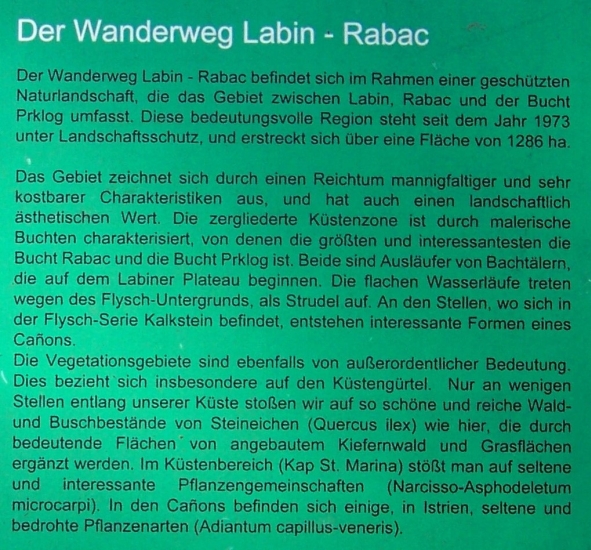 Der Wanderweg Labin - Rabac
Der Wanderweg Labin - Rabac befindet sich im Rahmen einer geschützten
Naturlandschaft, die das Gebiet zwischen Labin, Rabac und der Bucht
Prklog umfasst. Diese bedeutungsvolle Region steht seit dem Jahr 1973
unter Landschaftsschutz, und erstreckt sich über eine Fläche von 1286 ha.
Das Gebiet zeichnet sich durch einen Reichtum mannigfaltiger und sehr
kostbarer Charakteristiken aus, und hat auch einen landschaftlich
ästhetischen Wert. Die zergliederte Küstenzone ist durch malerische
Buchten charakterisiert, von denen die größten und interessantesten die
Bucht Rabac und die Bucht Prklog ist. Beide sind Ausläufer von Bachtälern,
die auf dem Labiner Plateau beginnen. Die flachen Wasserläufe treten
wegen des Flysch-Untergrunds, als Strudel auf. An den Stellen, wo sich in
der Flysch-Serie Kalkstein befindet, entstehen interessante Formen eines
Cañons.
Die Vegetationsgebiete sind ebenfalls von außerordentlicher Bedeutung.
Dies bezieht sich insbesondere auf den Küstengürtel. Nur an wenigen
Stellen entlang unserer Küste stoßen wir auf so schöne und reiche Wald-
und Buschbestände von Steineichen (Quercus ilex) wie hier, die durch
bedeutende Flächen von angebautem Kiefernwald und Grasflächen
ergänzt werden. Im Küstenbereich (Kap St. Marina) stößt man auf seltene
und interessante Pflanzengemeinschaften (Narcisso-Asphodeletum
microcarpi). In den Cañons befinden sich einige, in Istrien, seltene und
bedrohte Pflanzenarten (Adiantum capillus-veneris).